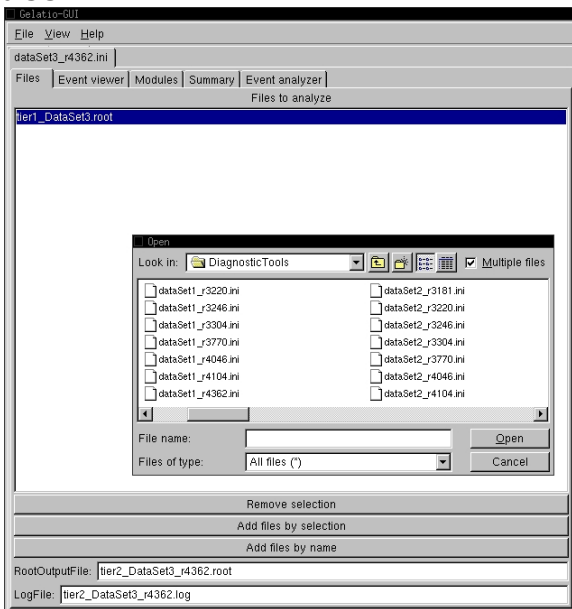 Gelatio-GUI
File View Help
dataSet3_r4362.ini
Files Event viewer Modules Summary Event analyzer
Files to analyze
tier1_DataSet3.root
Open
Look in: DiagnosticTools Multiple files
dataSet1_r3220.ini dataSet2_r3181.ini
dataSet1_r3246.ini dataSet2_r3220.ini
dataSet1_r3304.ini dataSet2_r3246.ini
dataSet1_r3770.ini dataSet2_r3304.ini
dataSet1_r4046.ini dataSet2_r3770.ini
dataSet1_r4104.ini dataSet2_r4046.ini
dataSet1_r4362.ini dataSet2_r4104.ini
File name: Open
Files of type: All files (*) Cancel
Remove selection
Add files by selection
Add files by name
RootOutputFile: tier2_DataSet3_r4362.root
LogFile: tier2_DataSet3_r4362.log